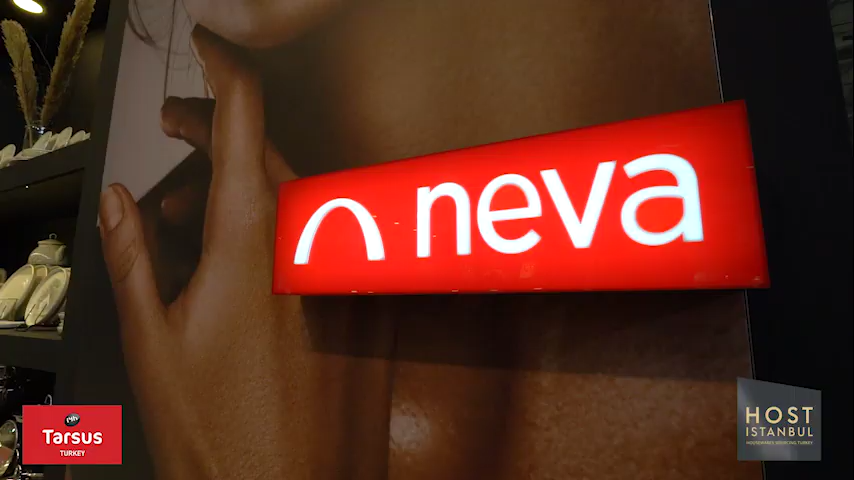 neva
Tarsus
TURKEY
HOST
ISTANBUL